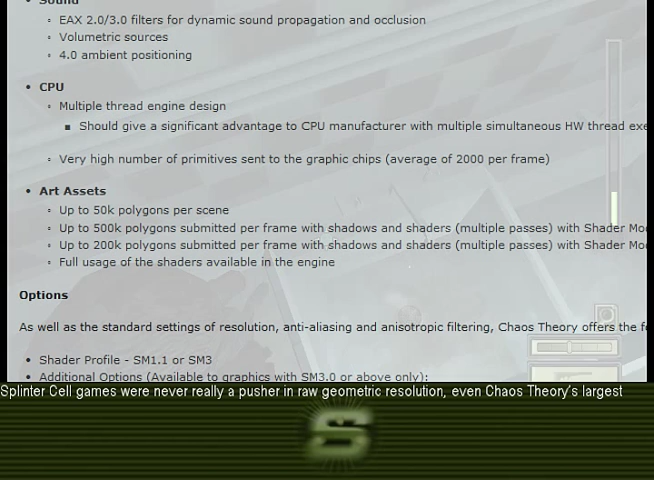 Sound
EAX 2.0/3.0 filters for dynamic sound propagation and occlusion
Volumetric sources
4.0 ambient positioning
CPU
Multiple thread engine design
Should give a significant advantage to CPU manufacturer with multiple simultaneous HW thread exe
Very high number of primitives sent to the graphic chips (average of 2000 per frame)
Art Assets
Up to 50k polygons per scene
Up to 500k polygons submitted per frame with shadows and shaders (multiple passes) with Shader Mo
Up to 200k polygons submitted per frame with shadows and shaders (multiple passes) with Shader Mo
Full usage of the shaders available in the engine
Options
As well as the standard settings of resolution, anti-aliasing and anisotropic filtering, Chaos Theory offers the f
Shader Profile - SM1.1 or SM3
Additional Options (Available to graphics with SM3.0 or above only):
Splinter Cell games were never really a pusher in raw geometric resolution, even Chaos Theory's largest
S